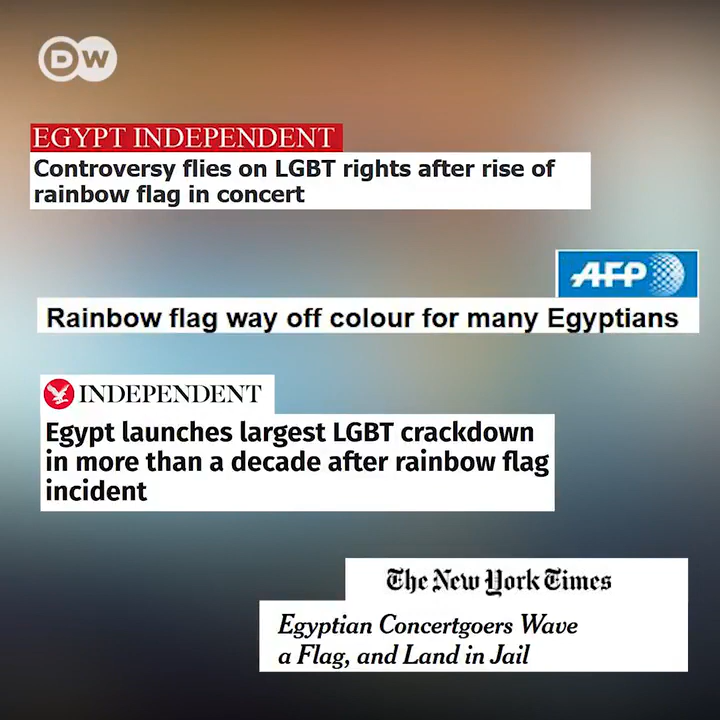 DW
EGYPT INDEPENDENT
Controversy flies on LGBT rights after rise of
rainbow flag in concert
AFP
Rainbow flag way off colour for many Egyptians
INDEPENDENT
Egypt launches largest LGBT crackdown
in more than a decade after rainbow flag
incident
The New York Times
Egyptian Concertgoers Wave
a Flag, and Land in Jail